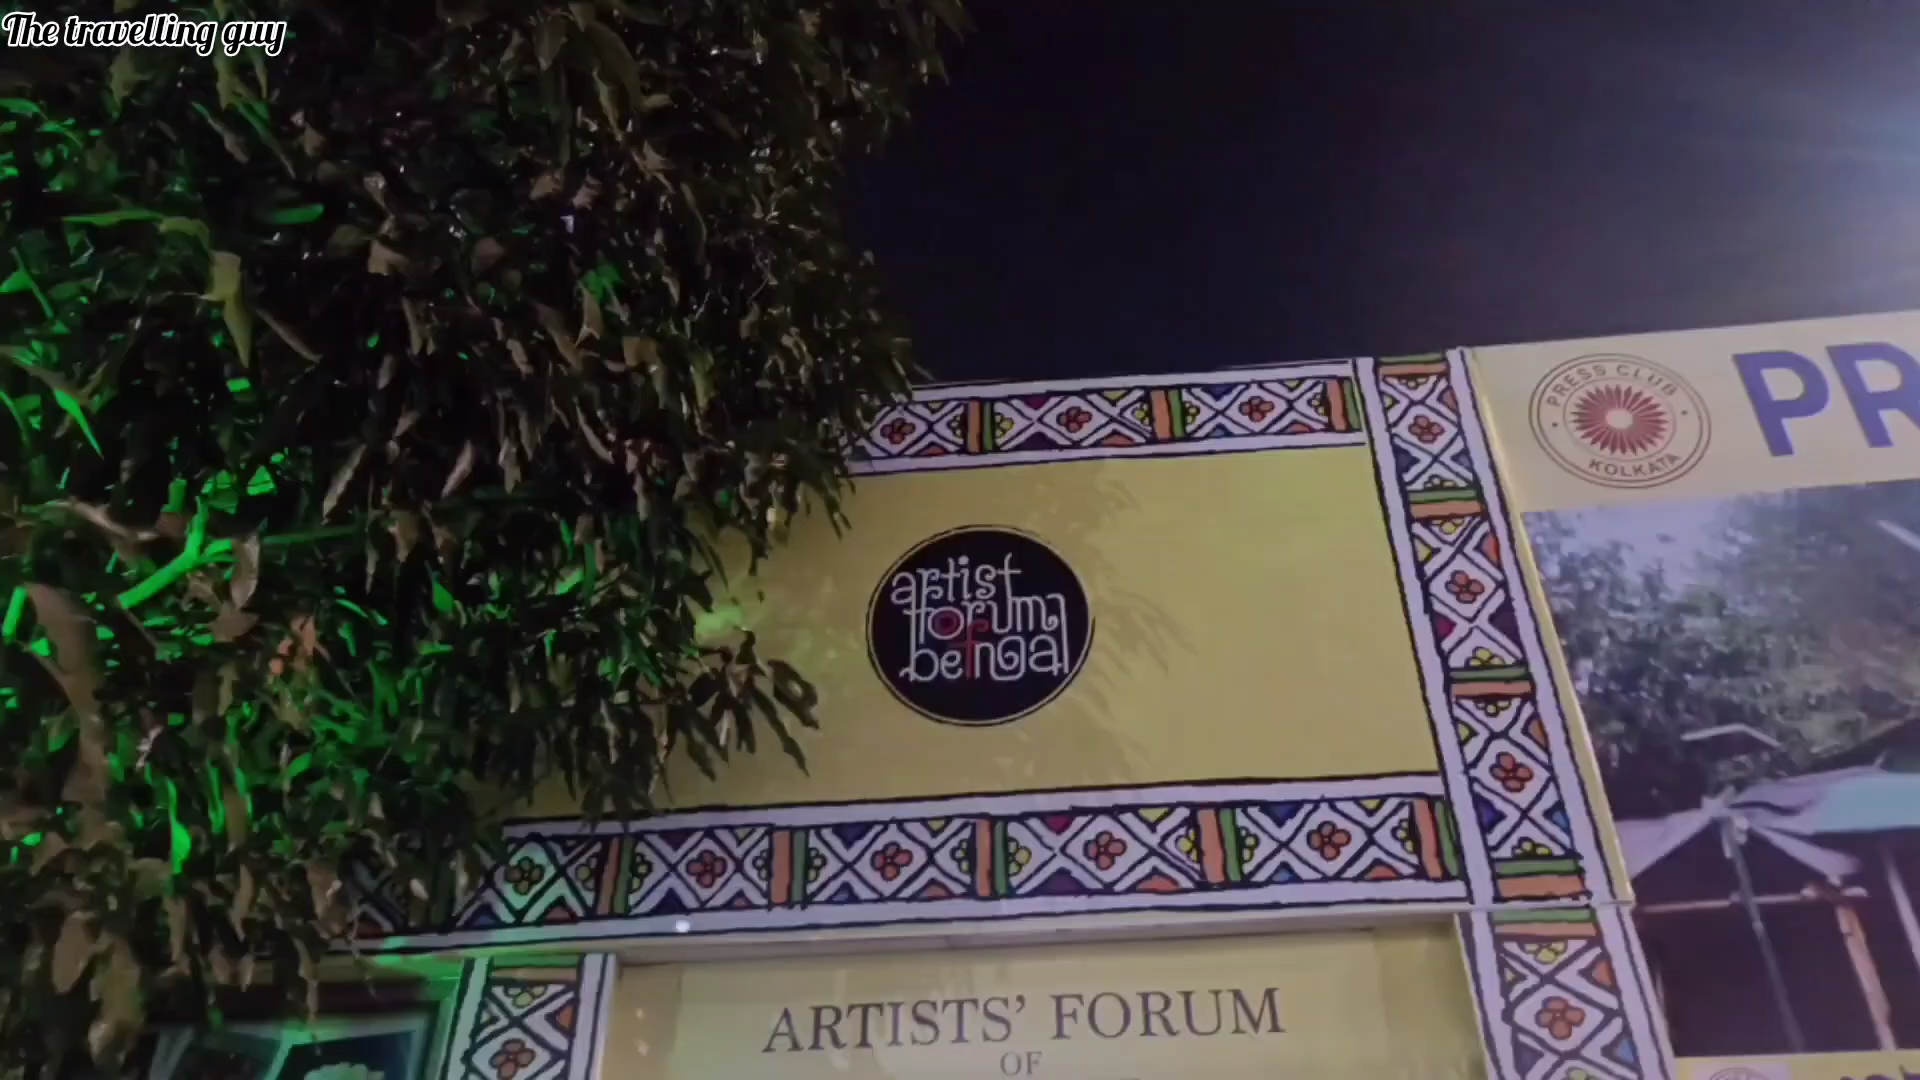 The travelling guy
artist
forum
of
bengal
PRESS CLUB
KOLKATA
PR
ARTISTS' FORUM
OF